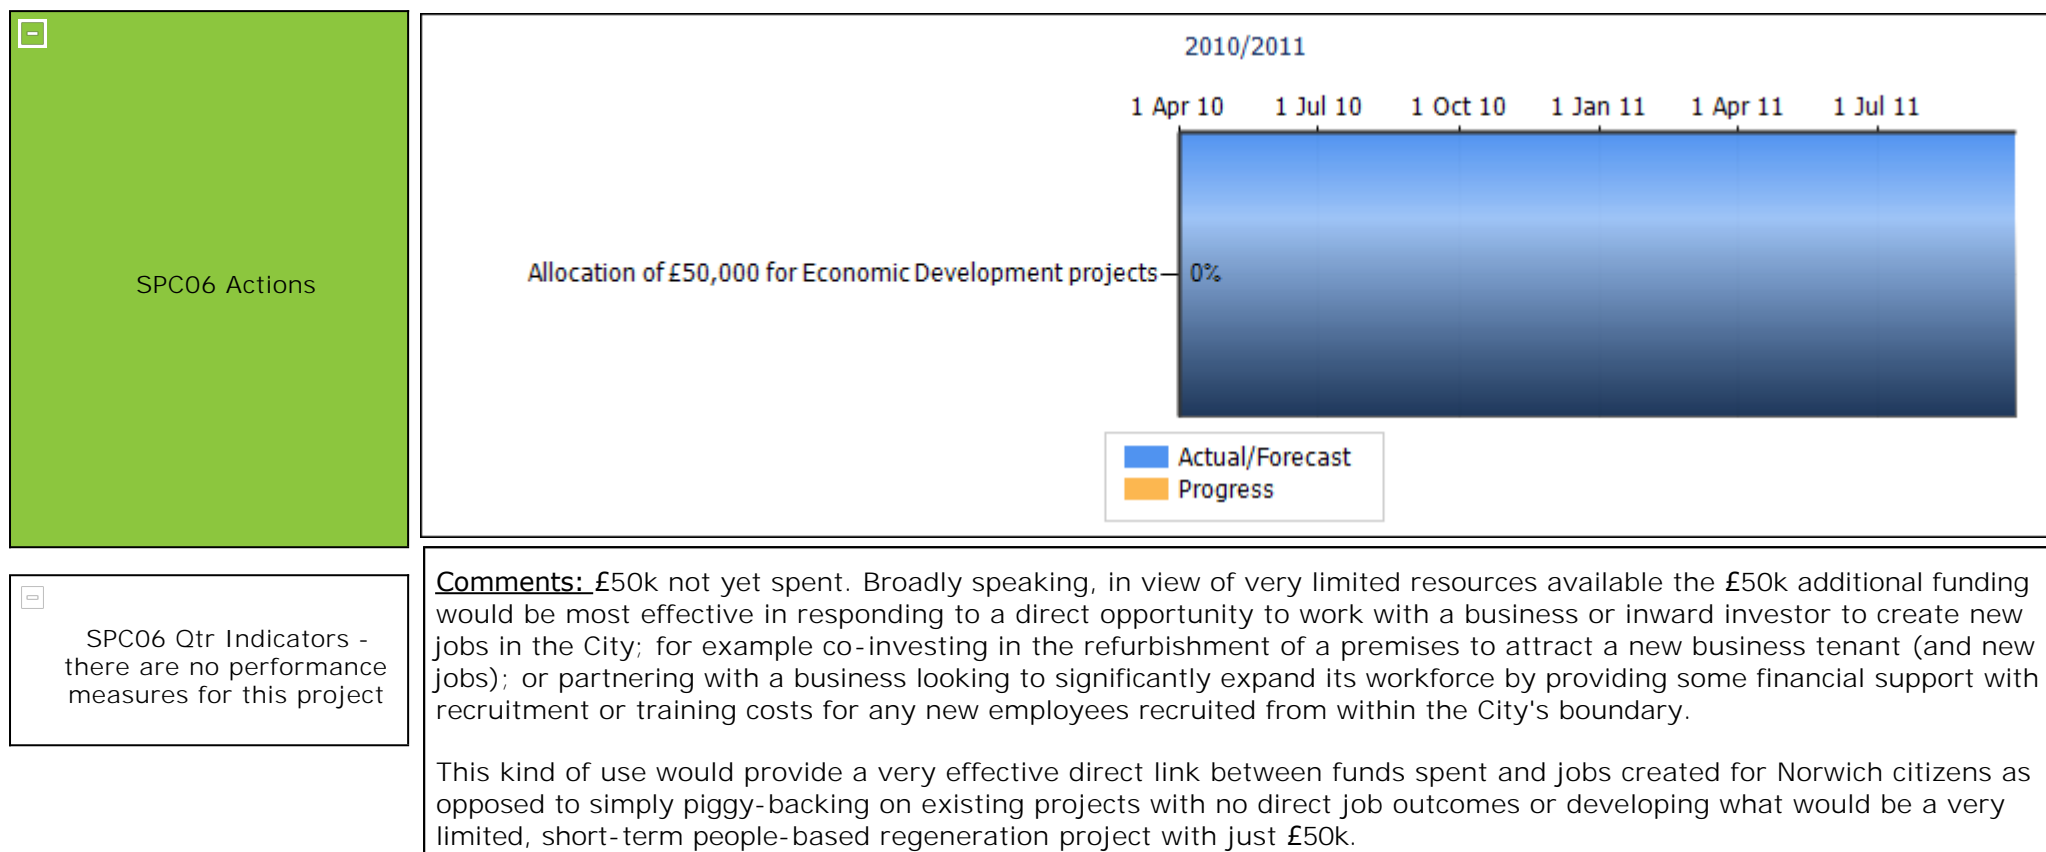 SPC06 Actions
2010/2011
1 Apr 10 1 Jul 10 1 Oct 10 1 Jan 11 1 Apr 11 1 Jul 11
Allocation of £50,000 for Economic Development projects
0%
Actual/Forecast
Progress
SPC06 Qtr Indicators -
there are no performance
measures for this project
Comments: £50k not yet spent. Broadly speaking, in view of very limited resources available the £50k additional funding
would be most effective in responding to a direct opportunity to work with a business or inward investor to create new
jobs in the City; for example co-investing in the refurbishment of a premises to attract a new business tenant (and new
jobs); or partnering with a business looking to significantly expand its workforce by providing some financial support with
recruitment or training costs for any new employees recruited from within the City's boundary.
This kind of use would provide a very effective direct link between funds spent and jobs created for Norwich citizens as
opposed to simply piggy-backing on existing projects with no direct job outcomes or developing what would be a very
limited, short-term people-based regeneration project with just £50k.